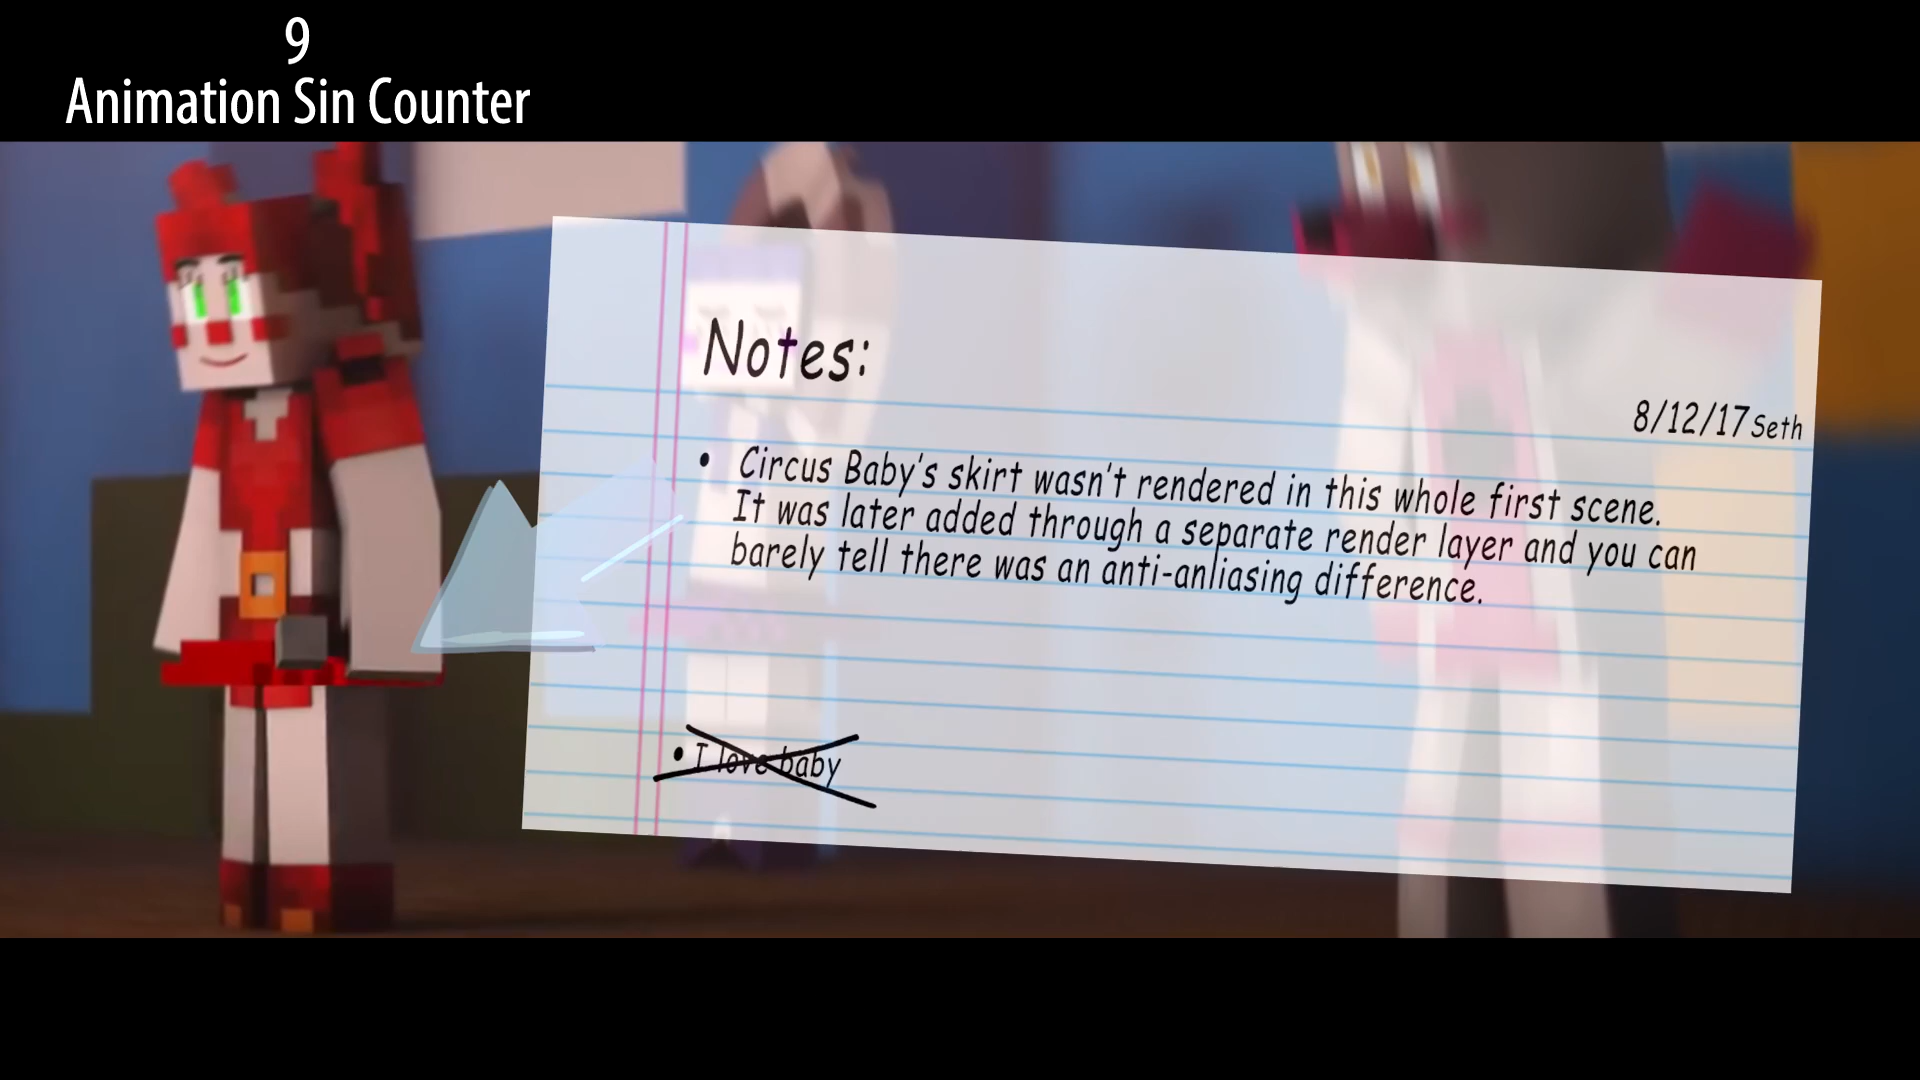 9
Animation Sin Counter
Notes:
8/12/17 Seth
• Circus Baby's skirt wasn't rendered in this whole first scene.
It was later added through a separate render layer and you can
barely tell there was an anti-anliasing difference.
• I love baby